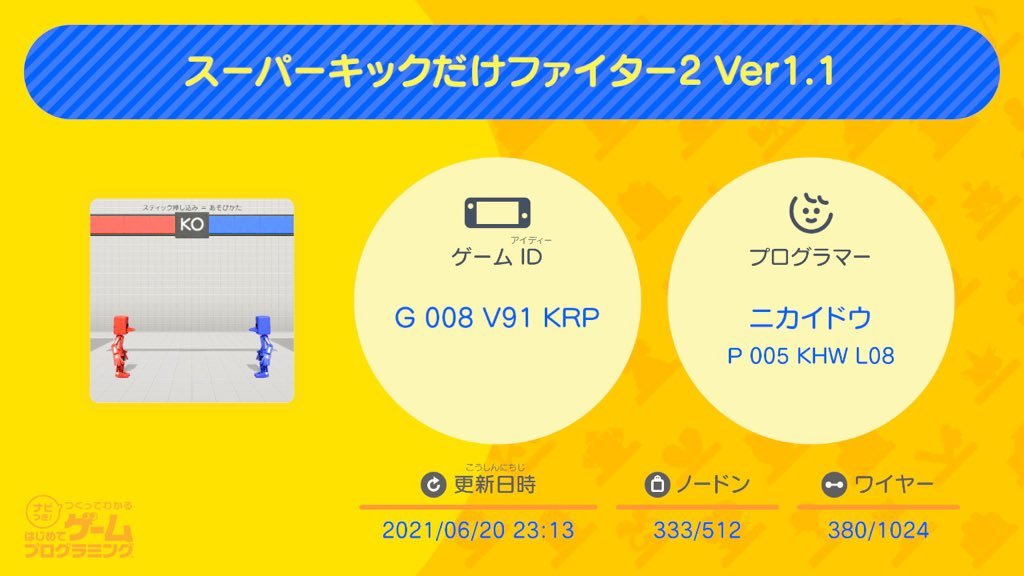 スーパーキックだけファイター2 Ver1.1
スティック押し込み = あそびかた
KO
アイディー
ゲーム ID
G 008 V91 KRP
プログラマー
ニカイドウ
P 005 KHW L08
こうしんにちじ
更新日時
2021/06/20 23:13
ノードン
333/512
ワイヤー
380/1024
ナビつき!
つくってわかる
はじめて
ゲーム
プログラミング